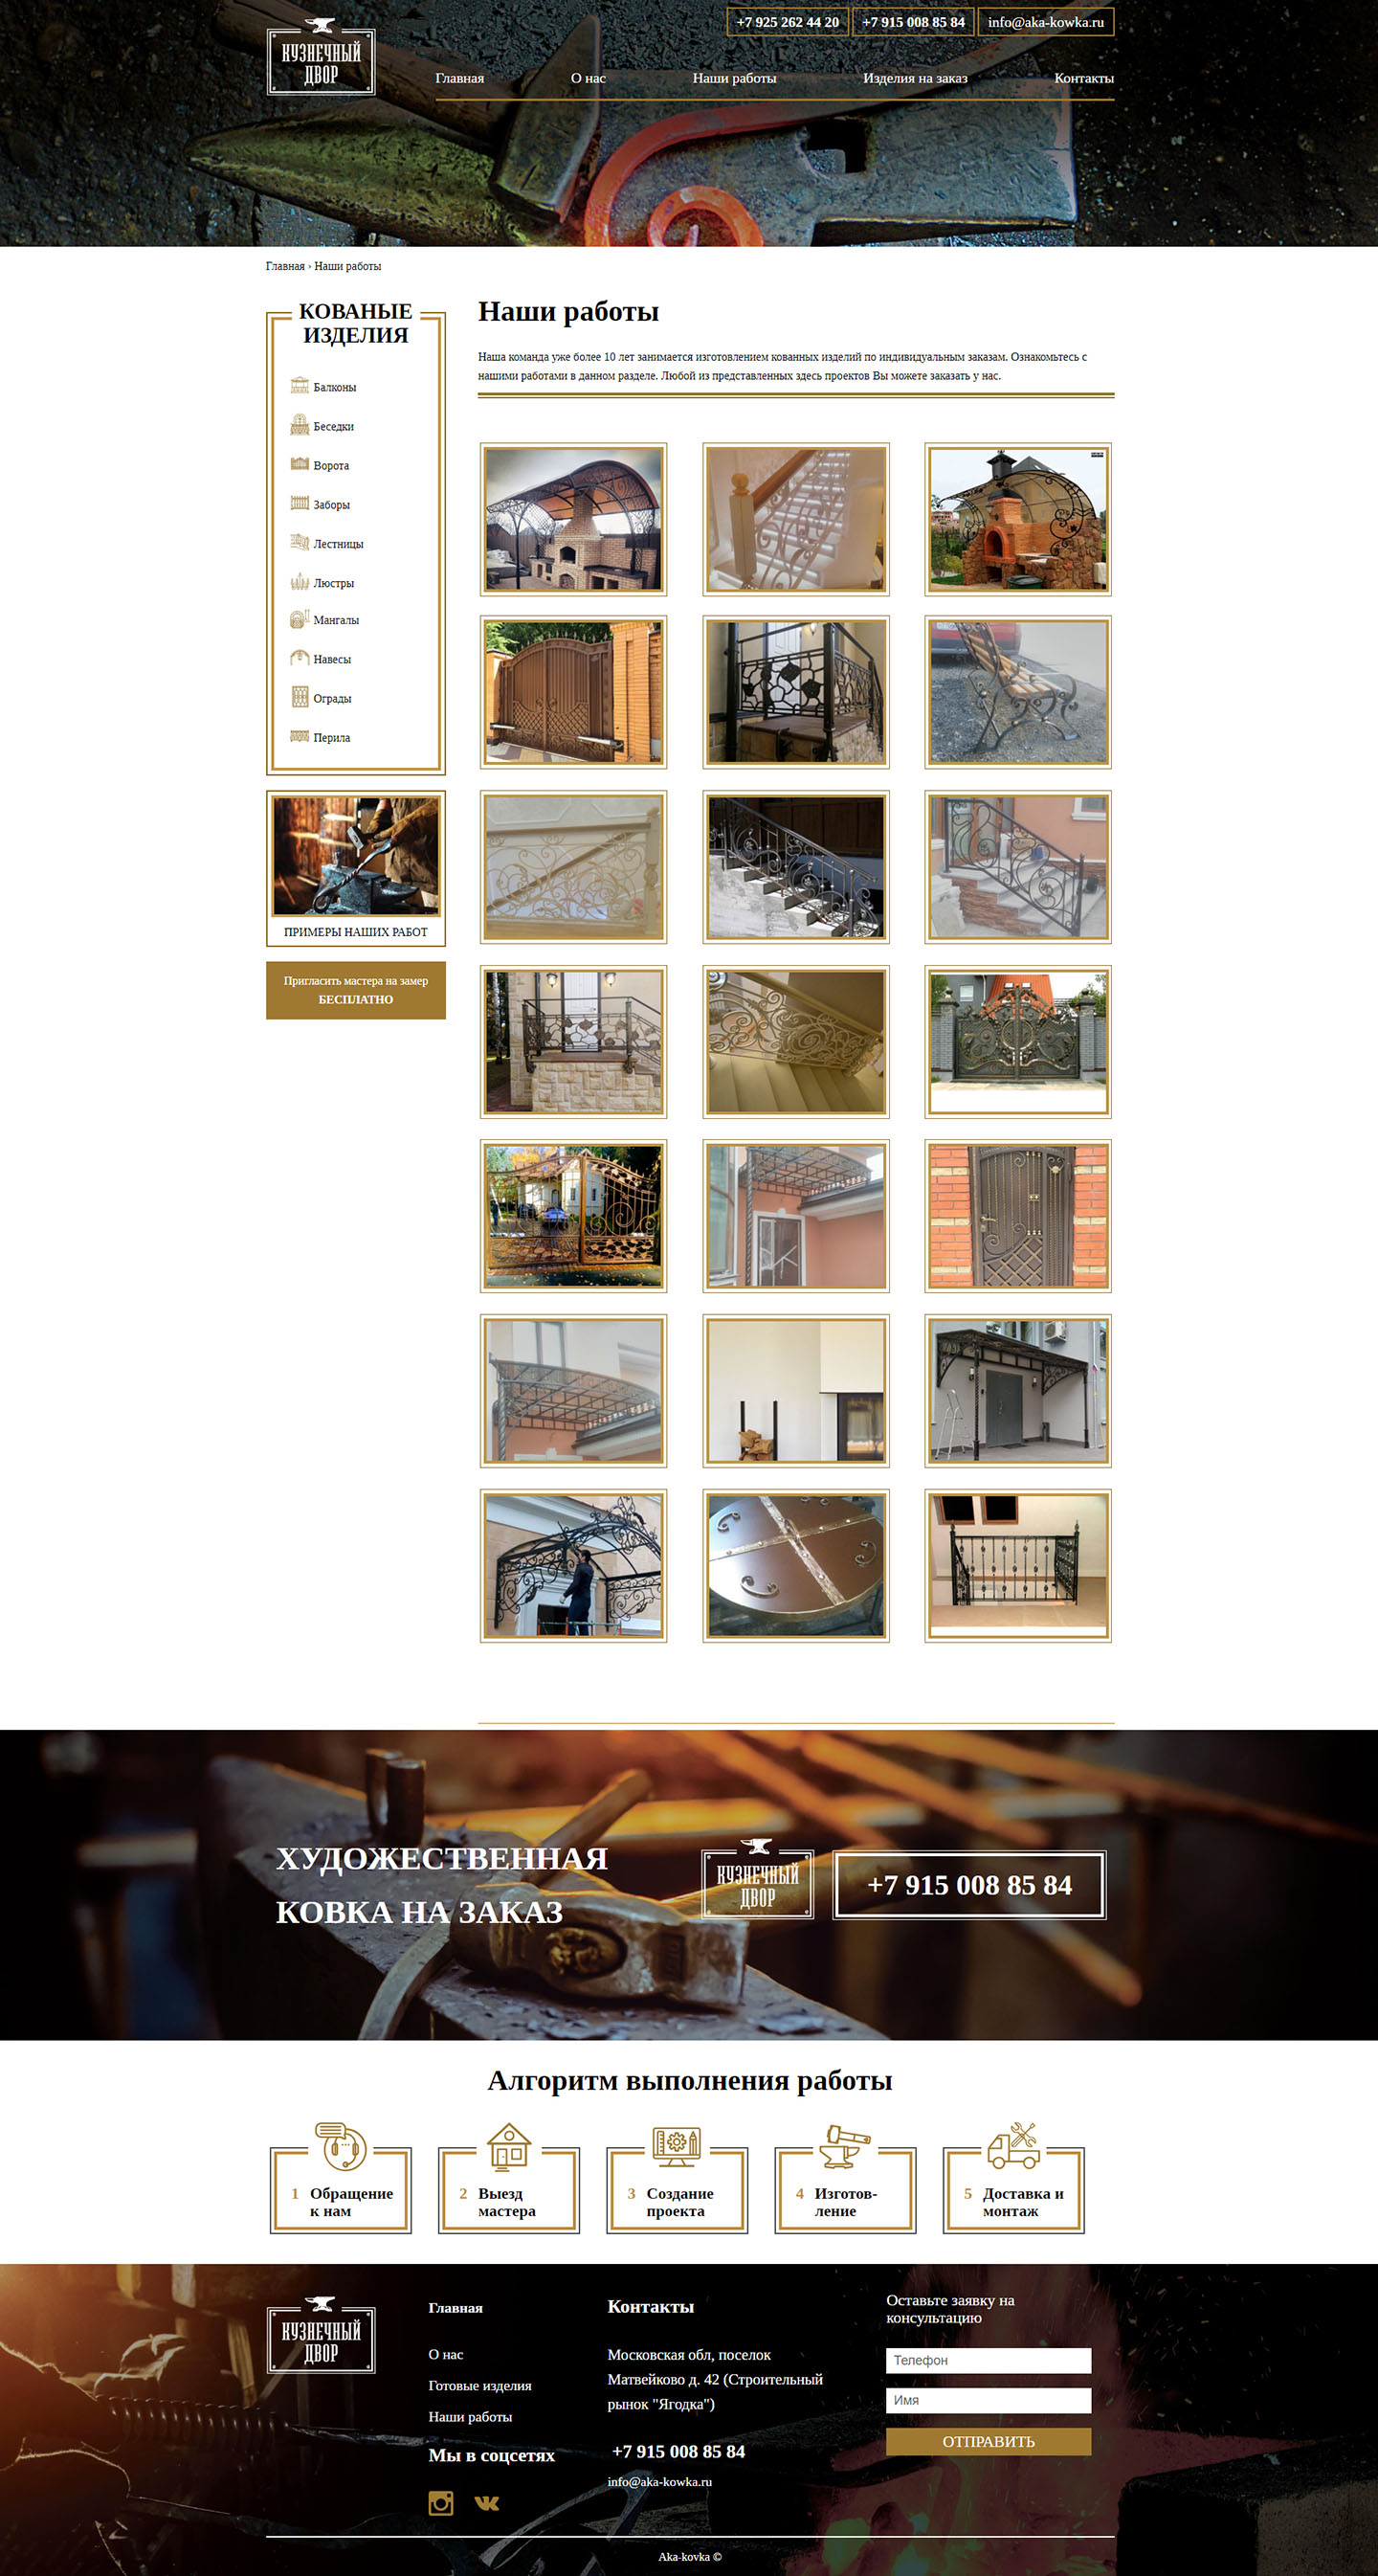 +7 925 262 44 20
+7 915 008 85 84
info@aka-kowka.ru
КУЗНЕЧНЫЙ
ДВОР
Главная
О нас
Наши работы
Изделия на заказ
Контакты
Главная › Наши работы
КОВАНЫЕ
ИЗДЕЛИЯ
Балконы
Беседки
Ворота
Заборы
Лестницы
Люстры
Мангалы
Навесы
Ограды
Перила
ПРИМЕРЫ НАШИХ РАБОТ
Пригласить мастера на замер
БЕСПЛАТНО
Наши работы
Наша команда уже более 10 лет занимается изготовлением кованных изделий по индивидуальным заказам. Ознакомьтесь с
нашими работами в данном разделе. Любой из представленных здесь проектов Вы можете заказать у нас.
ХУДОЖЕСТВЕННАЯ
КОВКА НА ЗАКАЗ
КУЗНЕЧНЫЙ
ДВОР
+7 915 008 85 84
Алгоритм выполнения работы
1 Обращение
к нам
2 Выезд
мастера
3 Создание
проекта
4 Изготов-
ление
5 Доставка и
монтаж
КУЗНЕЧНЫЙ
ДВОР
Главная
О нас
Готовые изделия
Наши работы
Мы в соцсетях
Контакты
Московская обл, поселок
Матвейково д. 42 (Строительный
рынок "Ягодка")
+7 915 008 85 84
info@aka-kowka.ru
Оставьте заявку на
консультацию
Телефон
Имя
ОТПРАВИТЬ
Aka-kovka ©